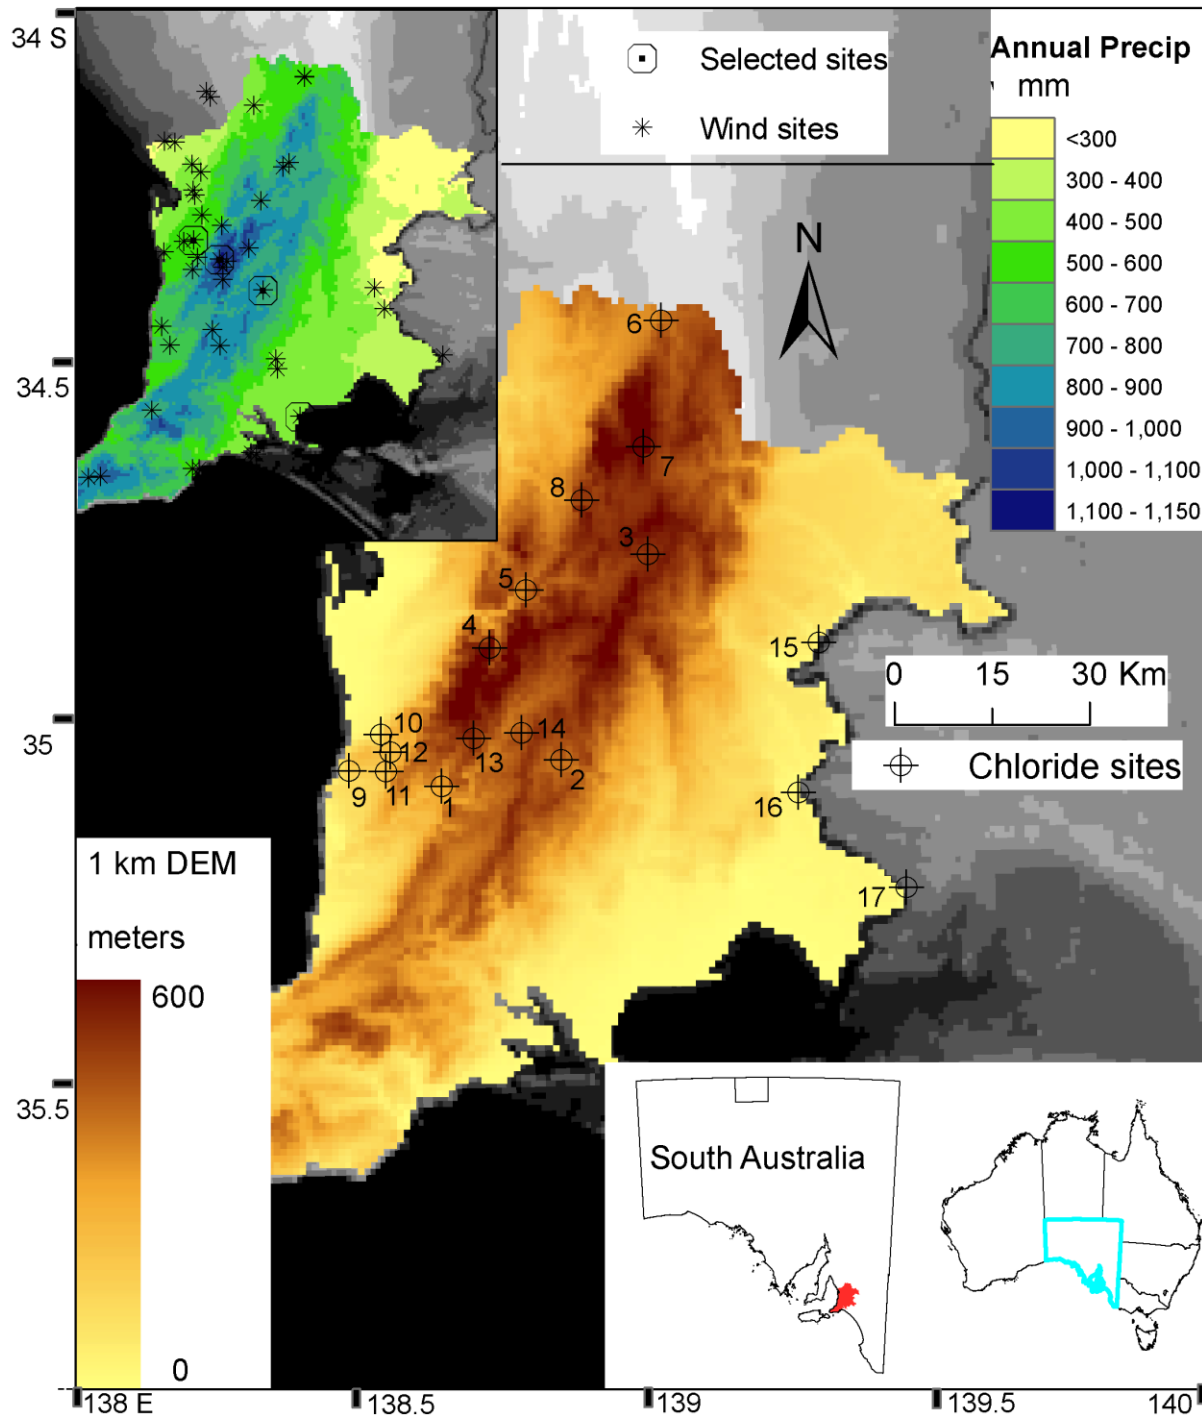 34 S
34.5
35
35.5
Selected sites
Wind sites
Annual Precip
mm
<300
300 - 400
400 - 500
500 - 600
600 - 700
700 - 800
800 - 900
900 - 1,000
1,000 - 1,100
1,100 - 1,150
N
6
7
8
3
5
4
15
0 15 30 Km
Chloride sites
10
12
14
13
2
9
11
1
16
17
1 km DEM
meters
600
0
South Australia
138 E
138.5
139
139.5
140